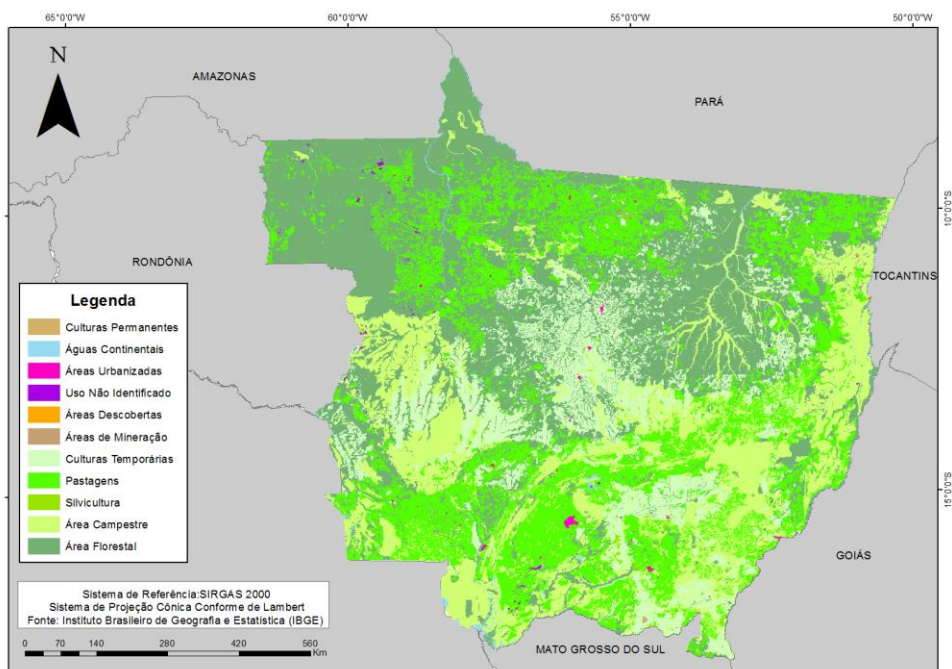 65°0'0"W
60°0'0"W
55°0'0"W
50°0'0"W
N
AMAZONAS
PARÁ
10°0'0"S
RONDÔNIA
TOCANTINS
Legenda
Culturas Permanentes
Águas Continentais
Áreas Urbanizadas
Uso Não Identificado
Áreas Descobertas
Áreas de Mineração
Culturas Temporárias
Pastagens
Silvicultura
Área Campestre
Área Florestal
15°0'0"S
GOIÁS
Sistema de Referência:SIRGAS 2000
Sistema de Projeção Cônica Conforme de Lambert
Fonte: Instituto Brasileiro de Geografia e Estatística (IBGE)
0 70 140 280 420 560
Km
MATO GROSSO DO SUL